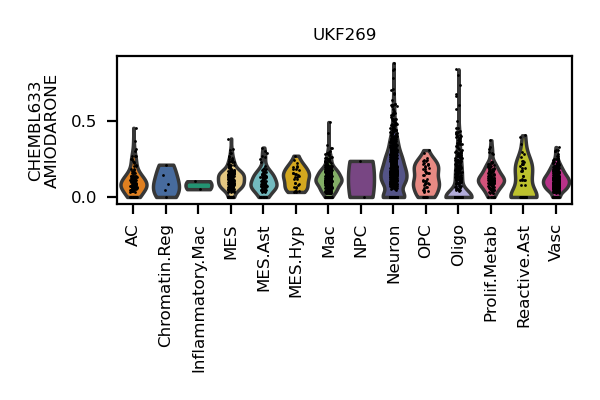 UKF269
CHEMBL633
AMIODARONE
0.5
0.0
AC
Chromatin.Reg
Inflammatory.Mac
MES
MES.Ast
MES.Hyp
Mac
NPC
Neuron
OPC
Oligo
Prolif.Metab
Reactive.Ast
Vasc